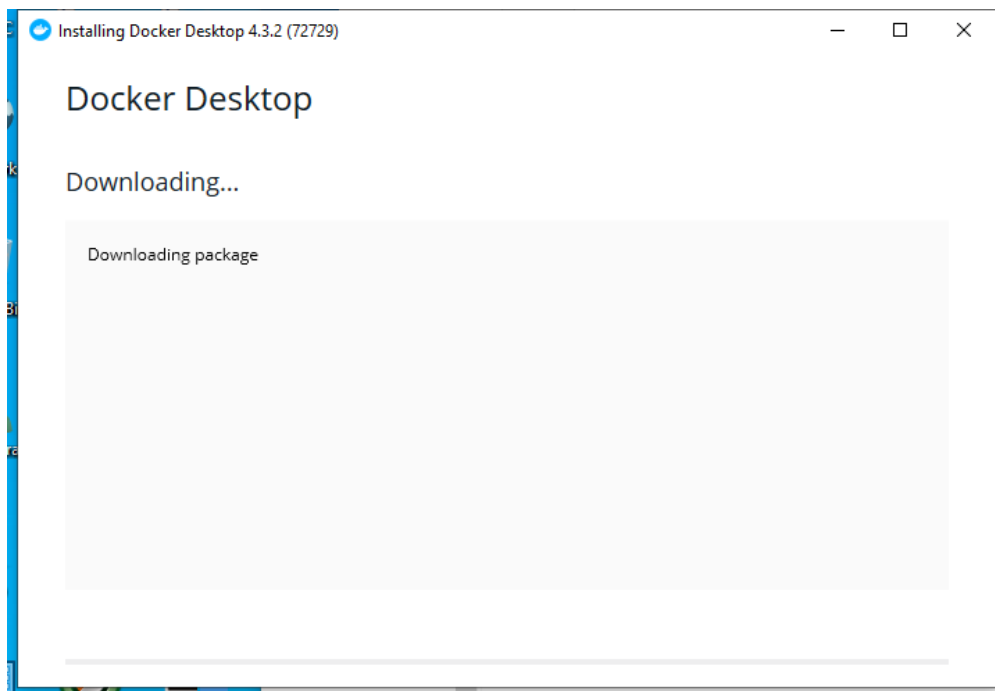 Installing Docker Desktop 4.3.2 (72729)
Docker Desktop
Downloading...
Downloading package